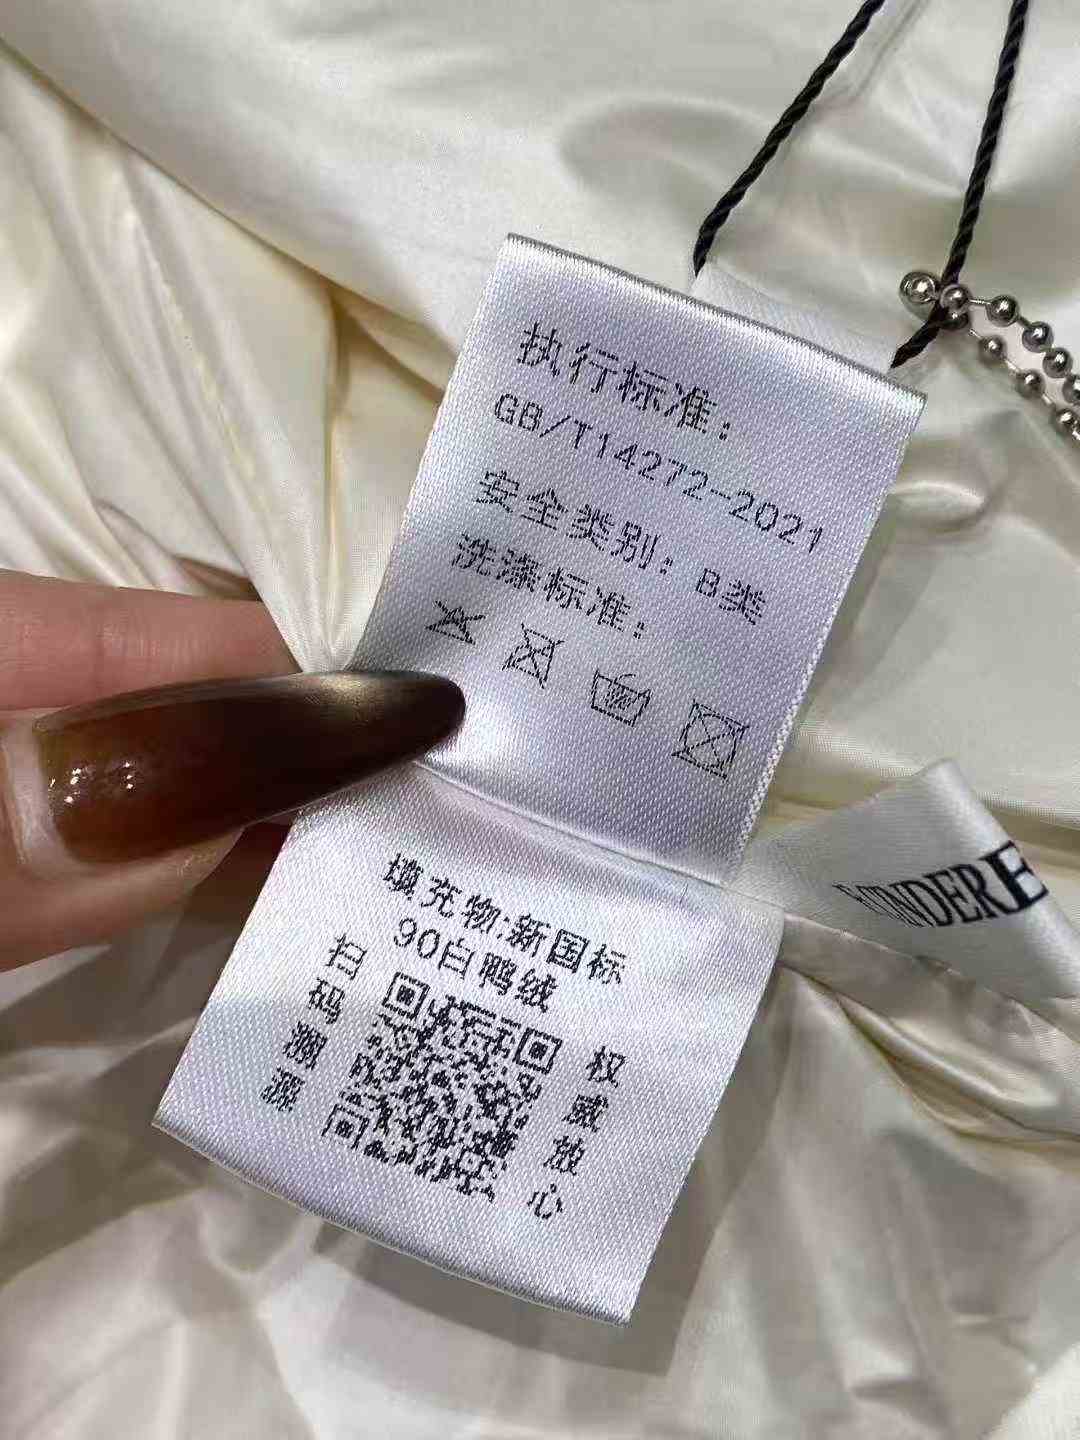 执行标准：
GB/T14272-2021
安全类别：B类
洗涤标准：
填充物:新国标
90白鸭绒
扫码溯源
权威放心
UNDERE